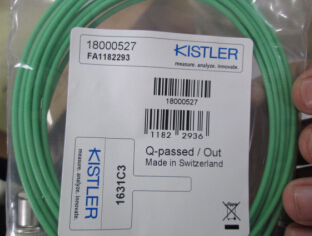 18000527
FA1182293
KISTLER
measure. analyze. innovate.
18000527
1182 2936
Q-passed / Out
Made in Switzerland
KISTLER
measure. analyze. innovate.
1631C3